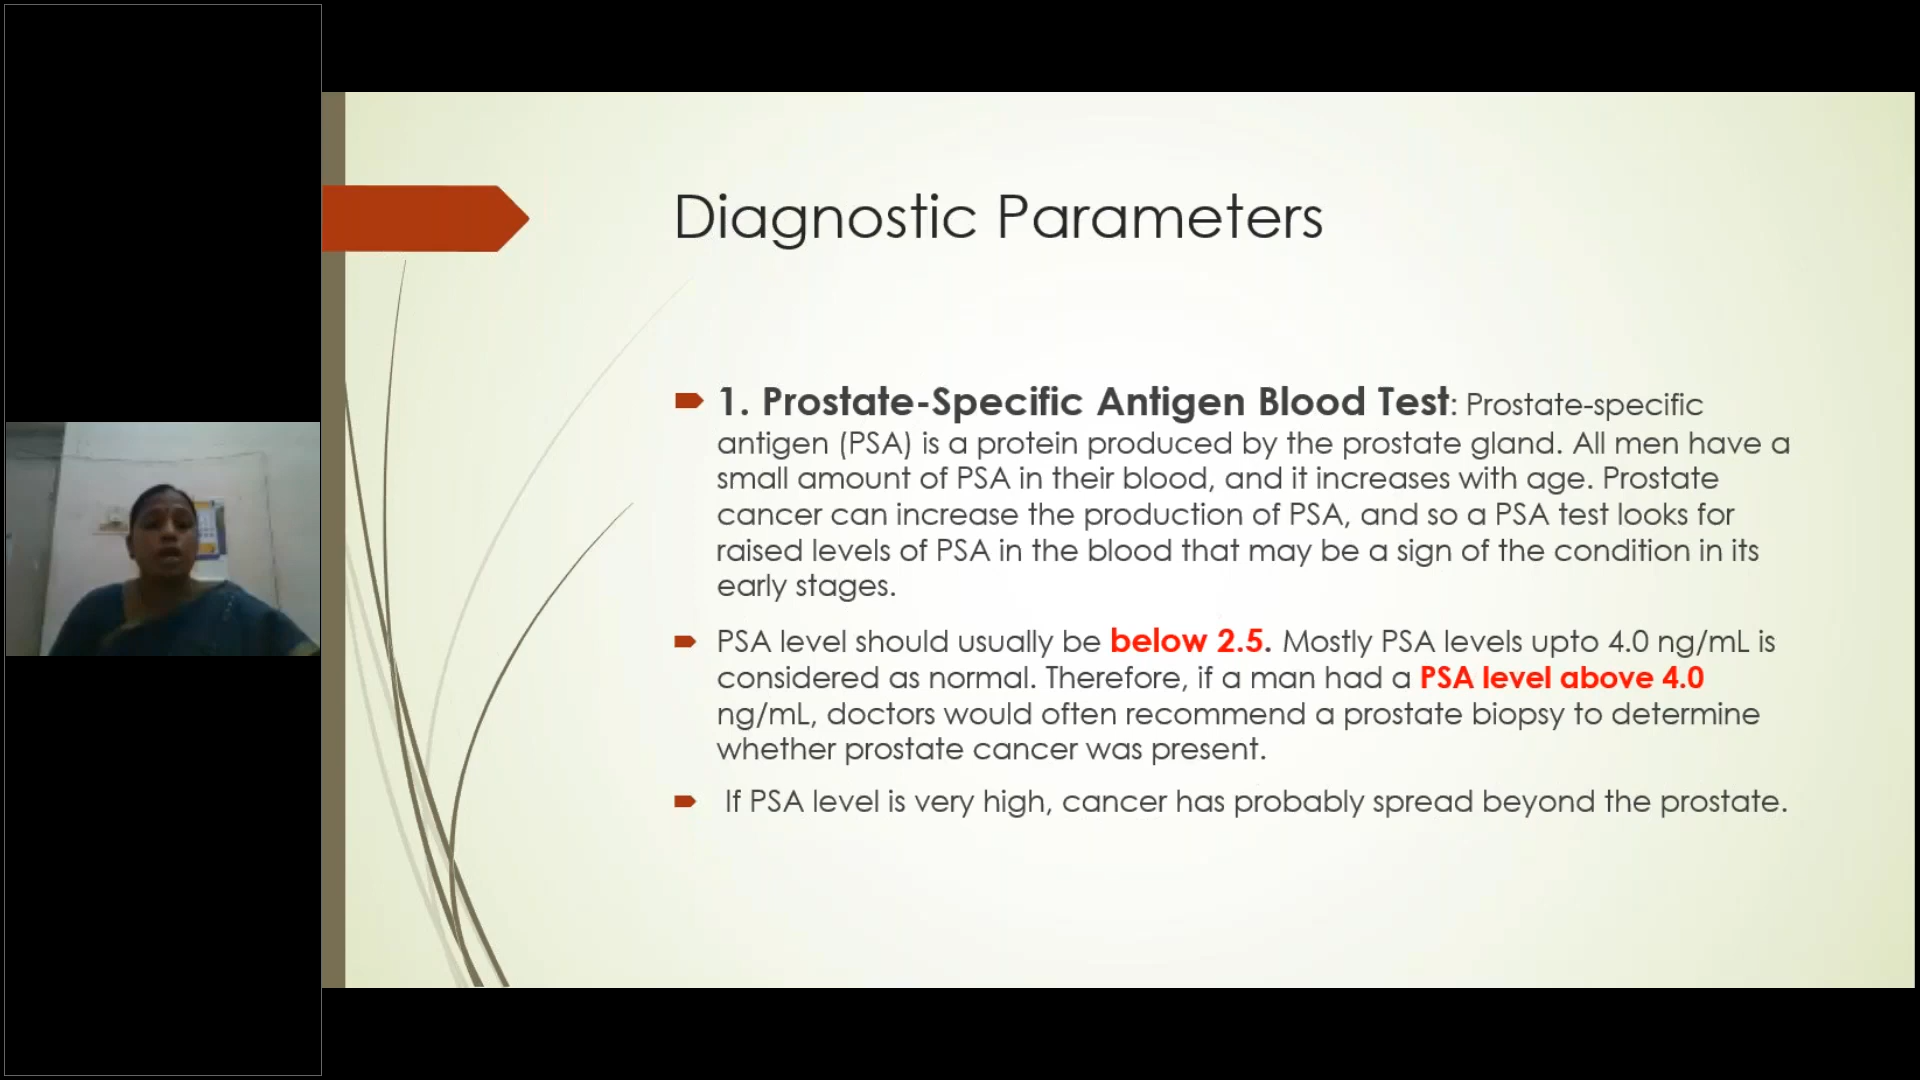 Diagnostic Parameters
1. Prostate-Specific Antigen Blood Test: Prostate-specific
antigen (PSA) is a protein produced by the prostate gland. All men have a
small amount of PSA in their blood, and it increases with age. Prostate
cancer can increase the production of PSA, and so a PSA test looks for
raised levels of PSA in the blood that may be a sign of the condition in its
early stages.
PSA level should usually be below 2.5. Mostly PSA levels upto 4.0 ng/mL is
considered as normal. Therefore, if a man had a PSA level above 4.0
ng/mL, doctors would often recommend a prostate biopsy to determine
whether prostate cancer was present.
If PSA level is very high, cancer has probably spread beyond the prostate.